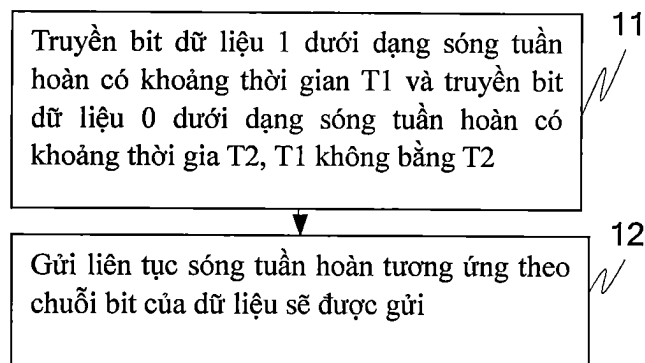 11
Truyền bit dữ liệu 1 dưới dạng sóng tuần
hoàn có khoảng thời gian T1 và truyền bit
dữ liệu 0 dưới dạng sóng tuần hoàn có
khoảng thời gia T2, T1 không bằng T2
12
Gửi liên tục sóng tuần hoàn tương ứng theo
chuỗi bit của dữ liệu sẽ được gửi